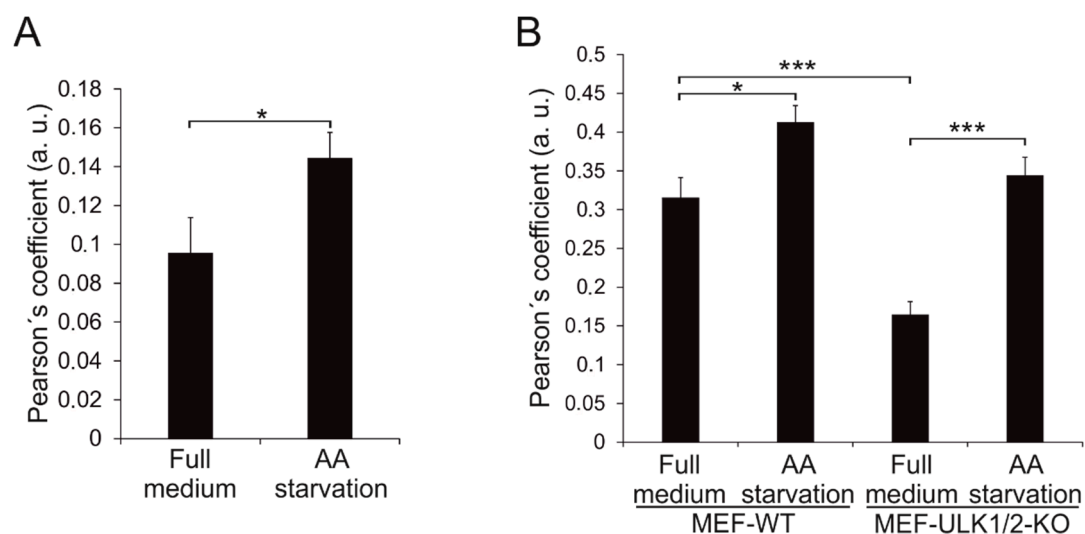 A
Pearson´s coefficient (a. u.)
0.18
0.16
0.14
0.12
0.1
0.08
0.06
0.04
0.02
0
*
Full
medium
AA
starvation
B
Pearson´s coefficient (a. u.)
0.5
0.45
0.4
0.35
0.3
0.25
0.2
0.15
0.1
0.05
0
***
*
***
Full
medium
AA
starvation
Full
medium
AA
starvation
MEF-WT
MEF-ULK1/2-KO